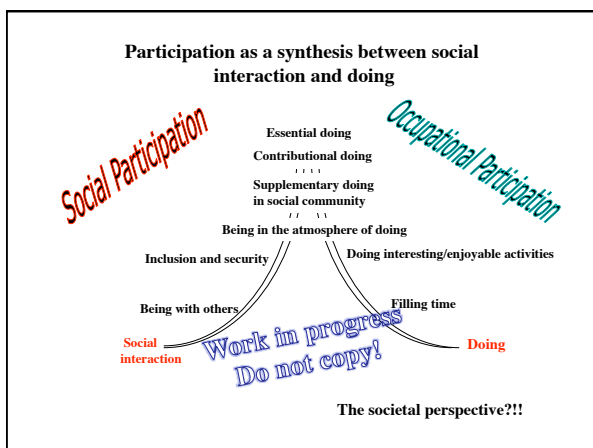 Participation as a synthesis between social
interaction and doing
Social Participation
Occupational Participation
Essential doing
Contributional doing
Supplementary doing
in social community
Being in the atmosphere of doing
Inclusion and security
Doing interesting/enjoyable activities
Being with others
Filling time
Social
interaction
Work in progress
Do not copy!
Doing
The societal perspective?!!